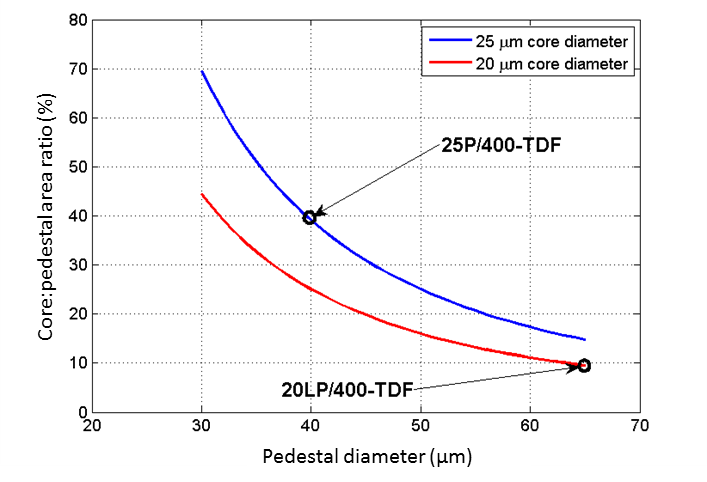 80
70
60
50
40
30
20
10
0
20
30
40
50
60
70
Core:pedestal area ratio (%)
Pedestal diameter (µm)
25 µm core diameter
20 µm core diameter
25P/400-TDF
20LP/400-TDF